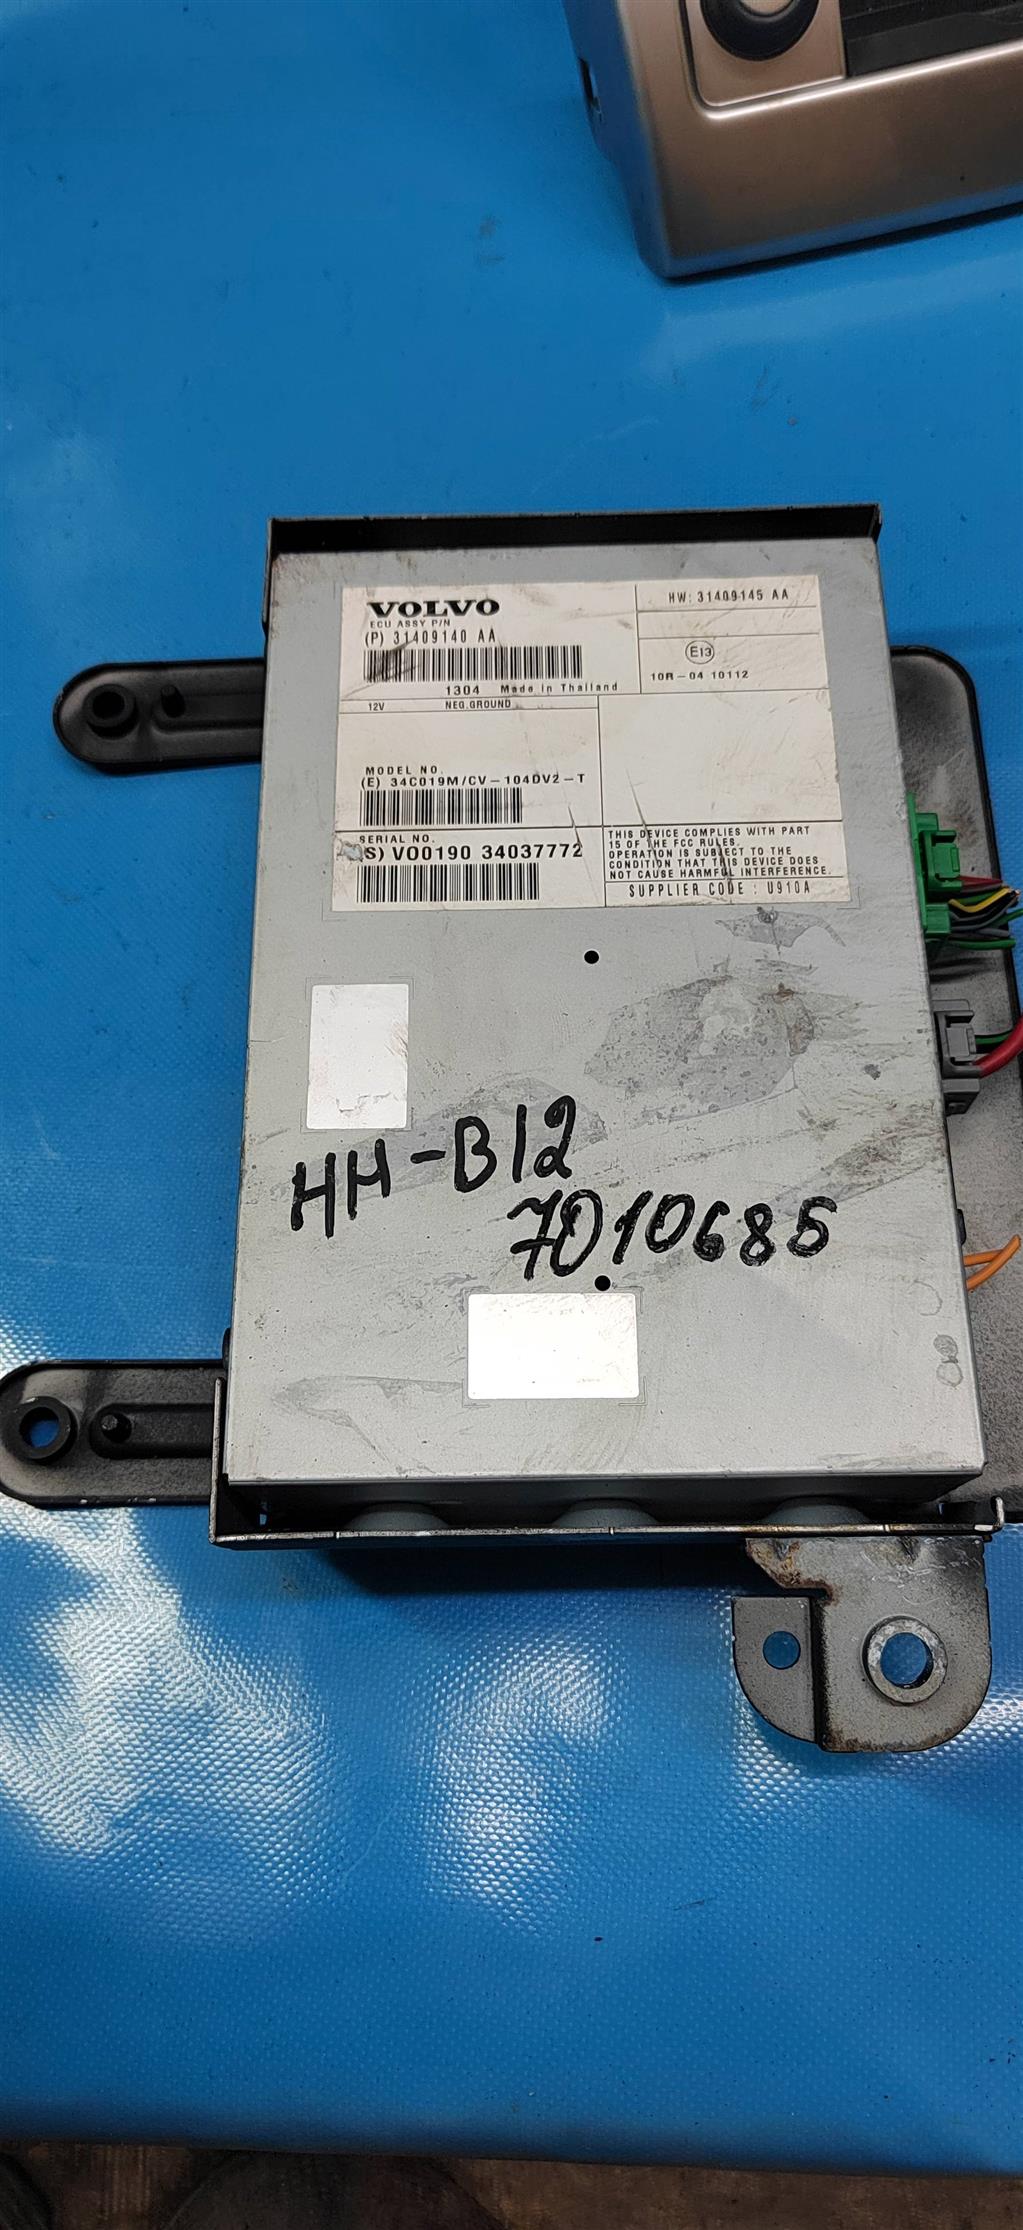 VOLVO
ECU ASSY P/N
(P) 31409140 AA
1304 Made in Thailand
HW: 31409145 AA
E13
10R-04 10112
12V NEG.GROUND
MODEL NO.
(E) 34C019M/CV-104DV2-T
SERIAL NO.
(S) VO0190 34037772
THIS DEVICE COMPLIES WITH PART
15 OF THE FCC RULES.
OPERATION IS SUBJECT TO THE
CONDITION THAT THIS DEVICE DOES
NOT CAUSE HARMFUL INTERFERENCE.
SUPPLIER CODE : U910A
HH-B12
7010685